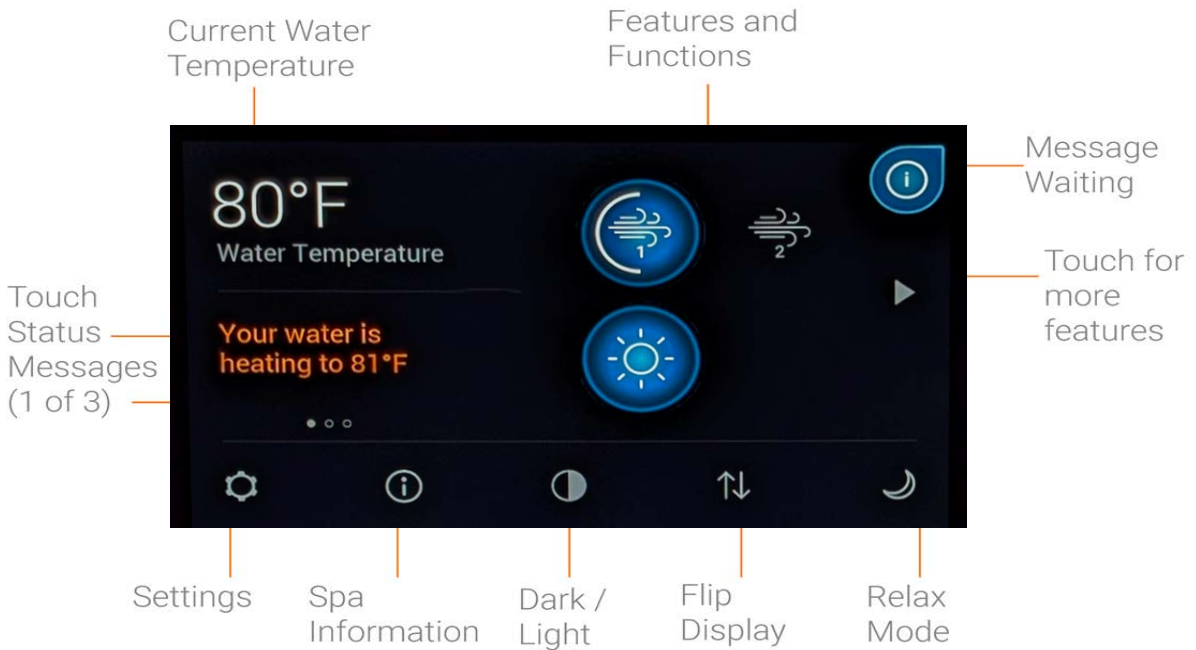 Current Water
Temperature
Features and
Functions
Message
Waiting
Touch for
more
features
Touch
Status
Messages
(1 of 3)
80°F
Water Temperature
Your water is
heating to 81°F
1
2
i
i
Settings
Spa
Information
Dark /
Light
Flip
Display
Relax
Mode